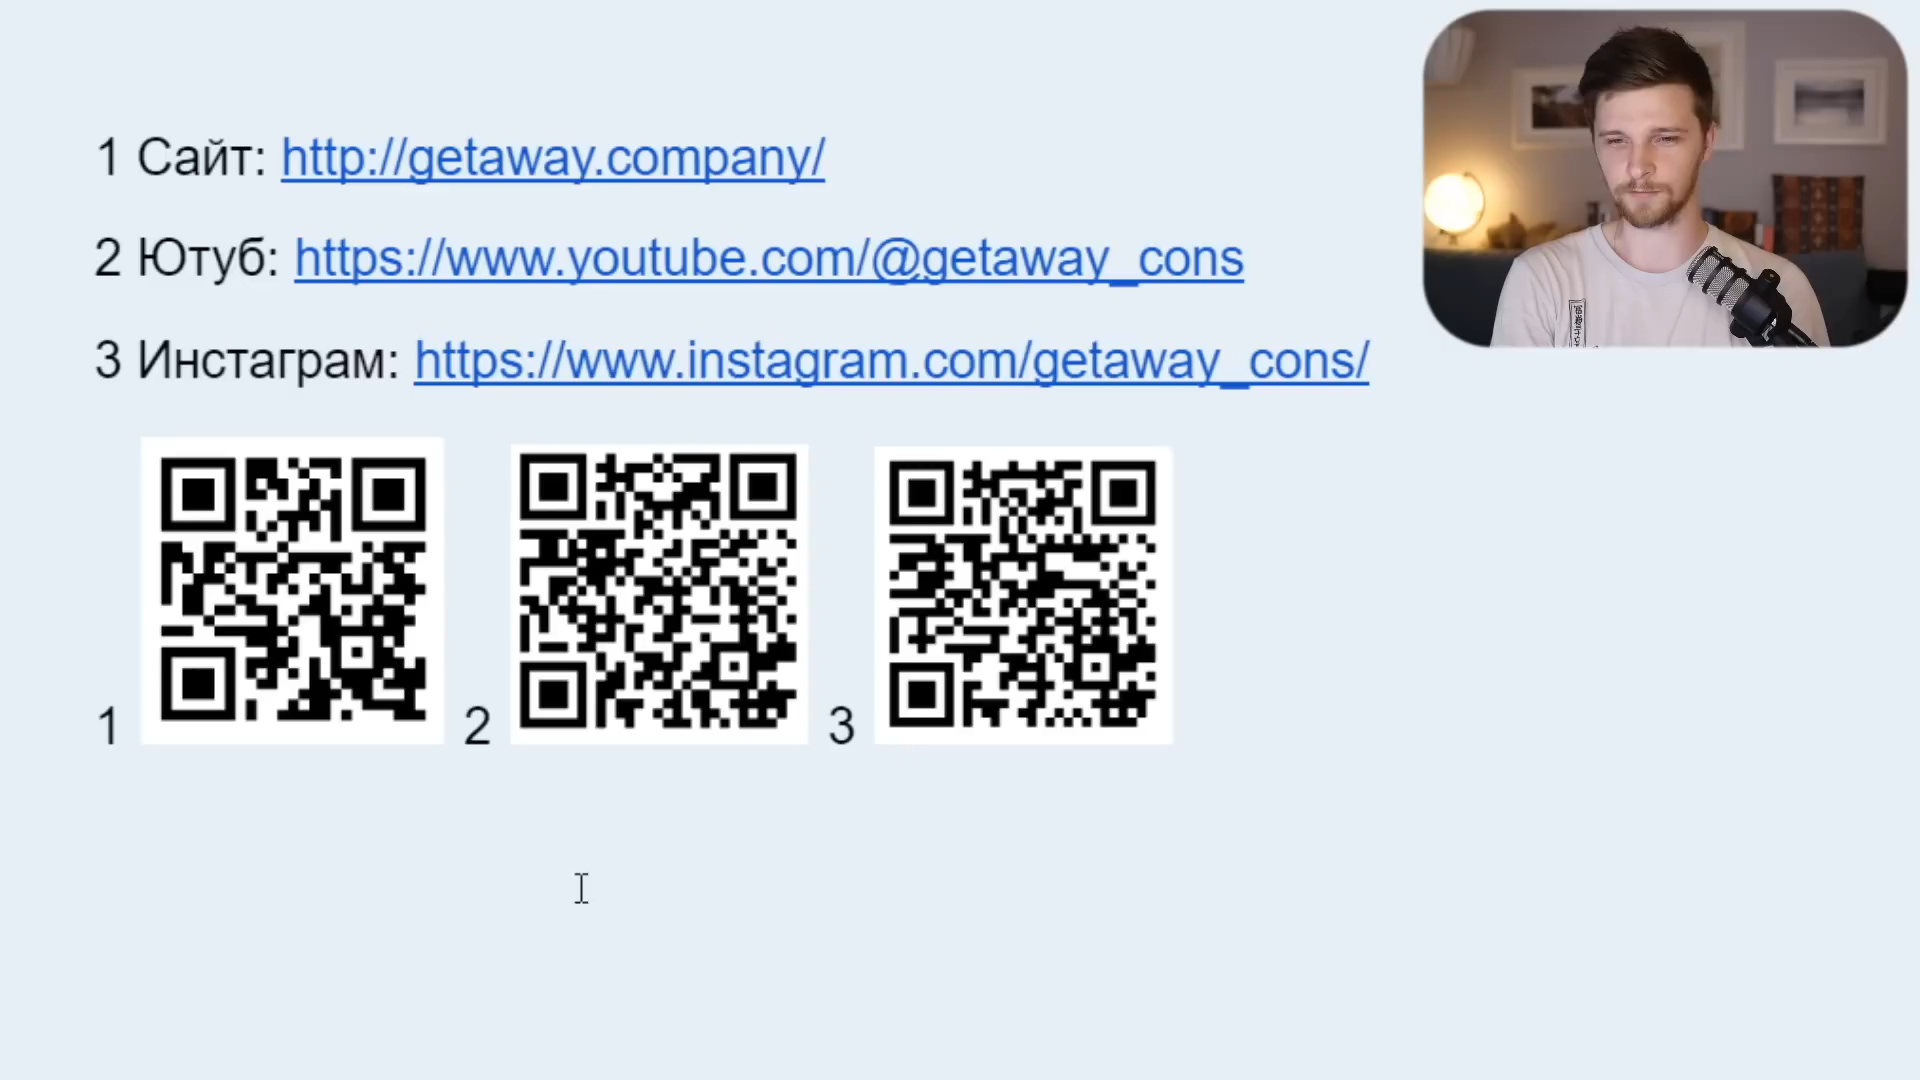 1 Сайт: http://getaway.company/
2 Ютуб: https://www.youtube.com/@getaway_cons
3 Инстаграм: https://www.instagram.com/getaway_cons/
1 2 3